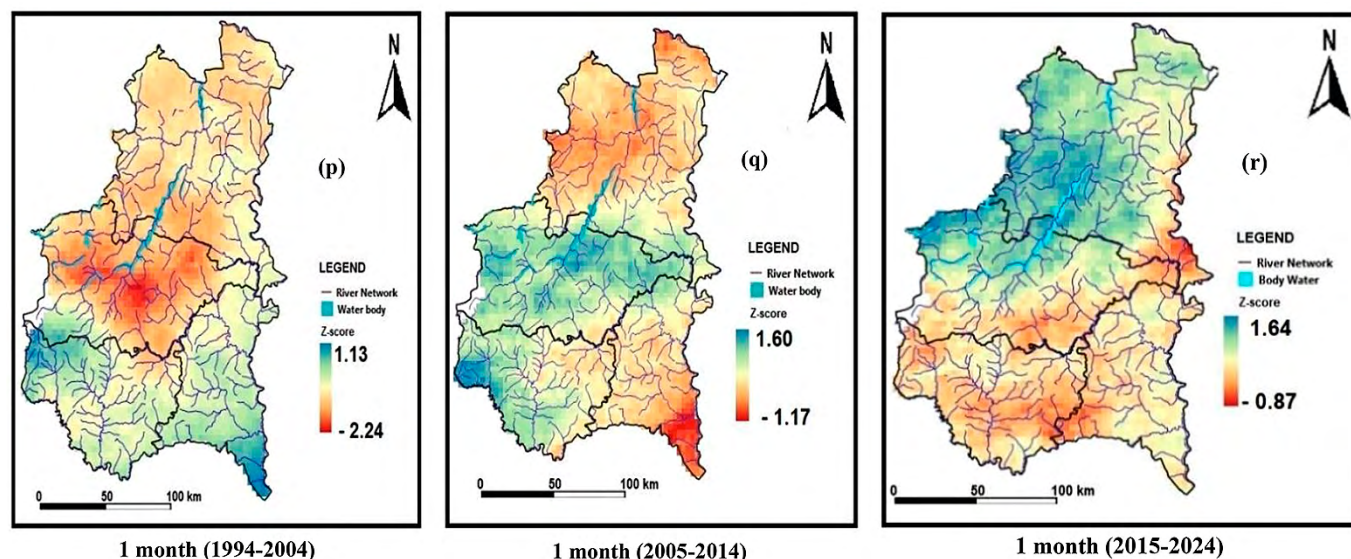 N
(p)
LEGEND
River Network
Water body
Z-score
1.13
- 2.24
0 50 100 km
1 month (1994-2004)
N
(q)
LEGEND
River Network
Water body
Z-score
1.60
- 1.17
0 50 100 km
1 month (2005-2014)
N
(r)
LEGEND
River Network
Body Water
Z-score
1.64
- 0.87
0 50 100 km
1 month (2015-2024)